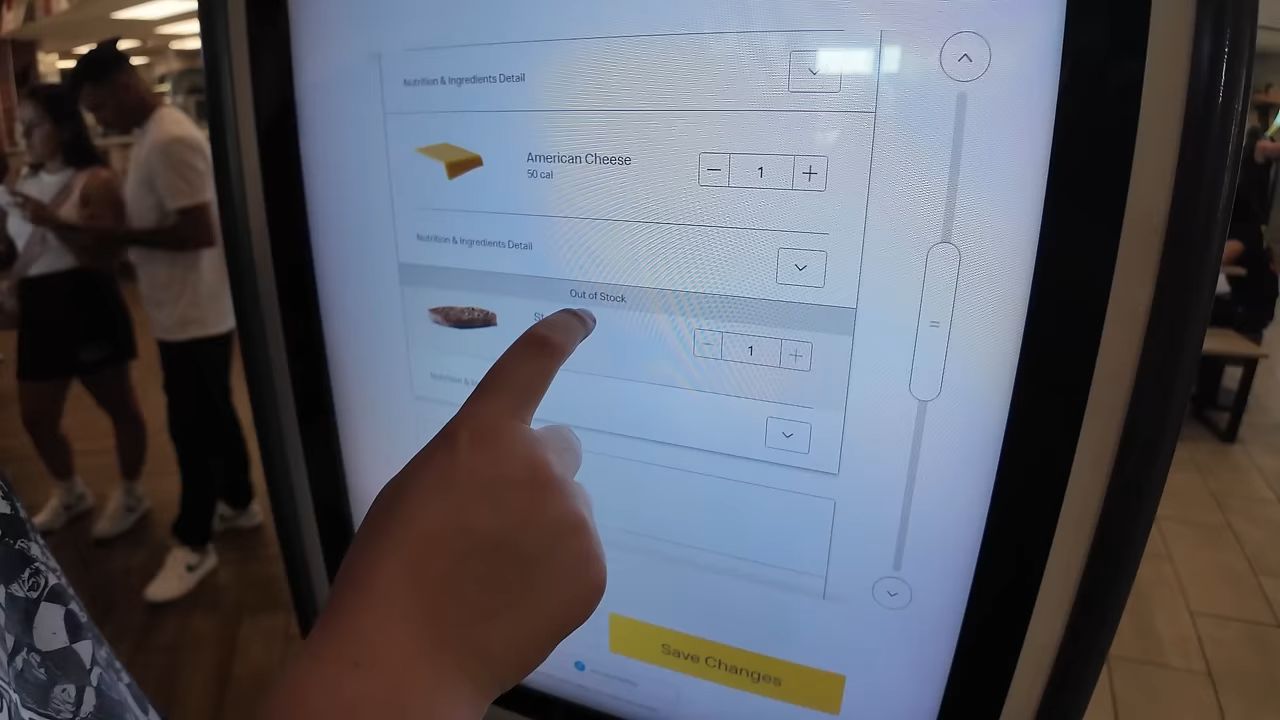 Nutrition & Ingredients Detail
American Cheese
50 cal
1
Nutrition & Ingredients Detail
Out of Stock
1
Save Changes